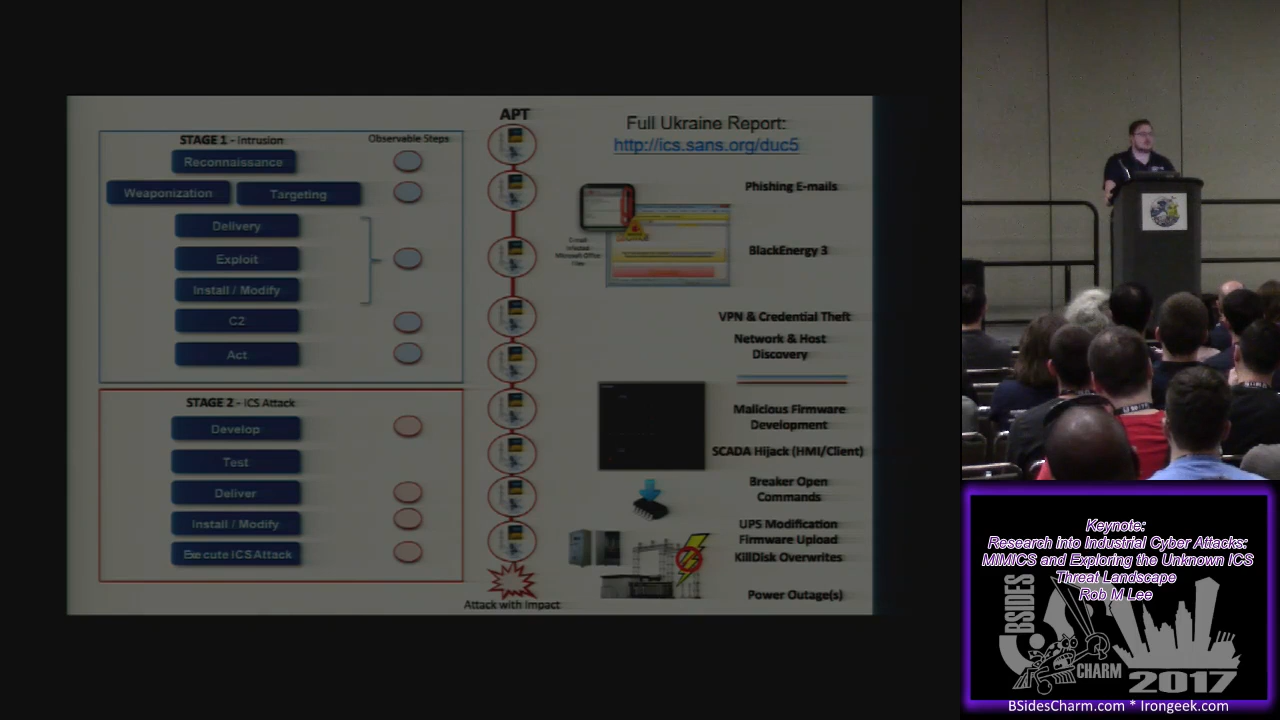 STAGE 1 - Intrusion
Observable Steps
Reconnaissance
Weaponization
Targeting
Delivery
Exploit
Install / Modify
C2
Act
STAGE 2 - ICS Attack
Develop
Test
Deliver
Install / Modify
Execute ICS Attack
APT
Attack with Impact
Full Ukraine Report:
http://ics.sans.org/duc5
Phishing E-mails
Infected
Microsoft Office
Files
BlackEnergy 3
VPN & Credential Theft
Network & Host
Discovery
Malicious Firmware
Development
SCADA Hijack (HMI/Client)
Breaker Open
Commands
UPS Modification
Firmware Upload
KillDisk Overwrites
Power Outage(s)
Keynote:
Research into Industrial Cyber Attacks:
MIMICS and Exploring the Unknown ICS
Threat Landscape
Rob M Lee
BSIDES
CHARM
2017
BSidesCharm.com * Irongeek.com